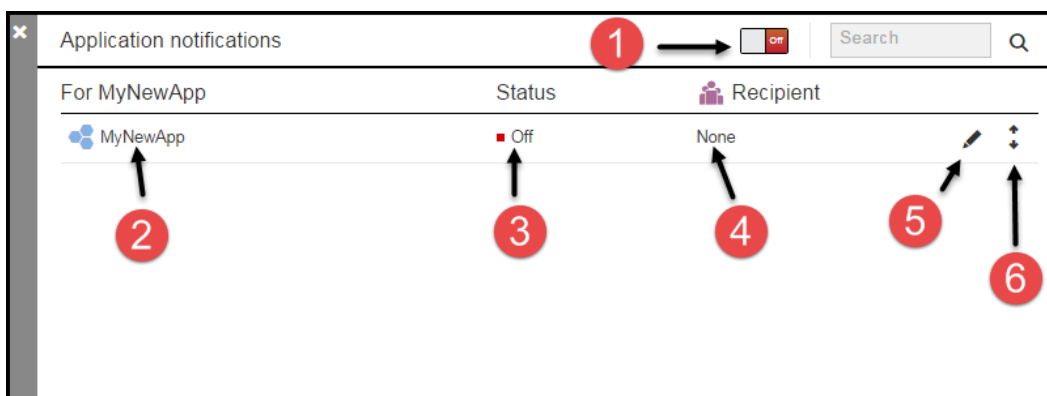 Application notifications
1
Off
Search
For MyNewApp
Status
Recipient
MyNewApp
Off
None
2
3
4
5
6